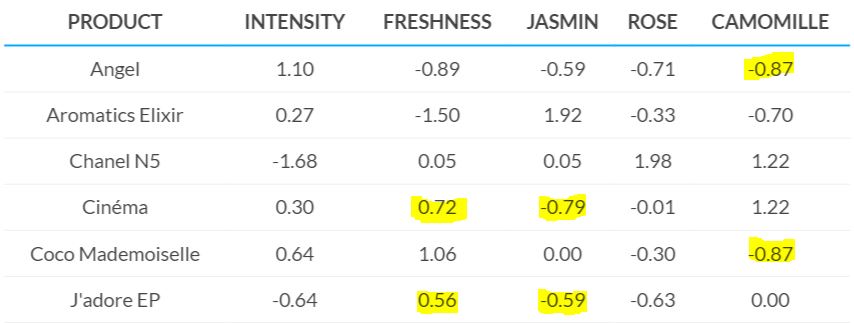 PRODUCT INTENSITY FRESHNESS JASMIN ROSE CAMOMILLE
Angel 1.10 -0.89 -0.59 -0.71 -0.87
Aromatics Elixir 0.27 -1.50 1.92 -0.33 -0.70
Chanel N5 -1.68 0.05 0.05 1.98 1.22
Cinéma 0.30 0.72 -0.79 -0.01 1.22
Coco Mademoiselle 0.64 1.06 0.00 -0.30 -0.87
J'adore EP -0.64 0.56 -0.59 -0.63 0.00